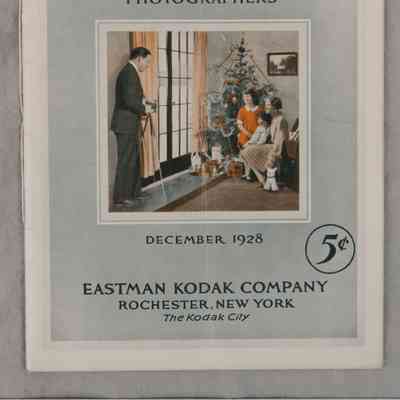 PHOTOGRAPHERS
DECEMBER 1928
5¢
EASTMAN KODAK COMPANY
ROCHESTER, NEW YORK
The Kodak City